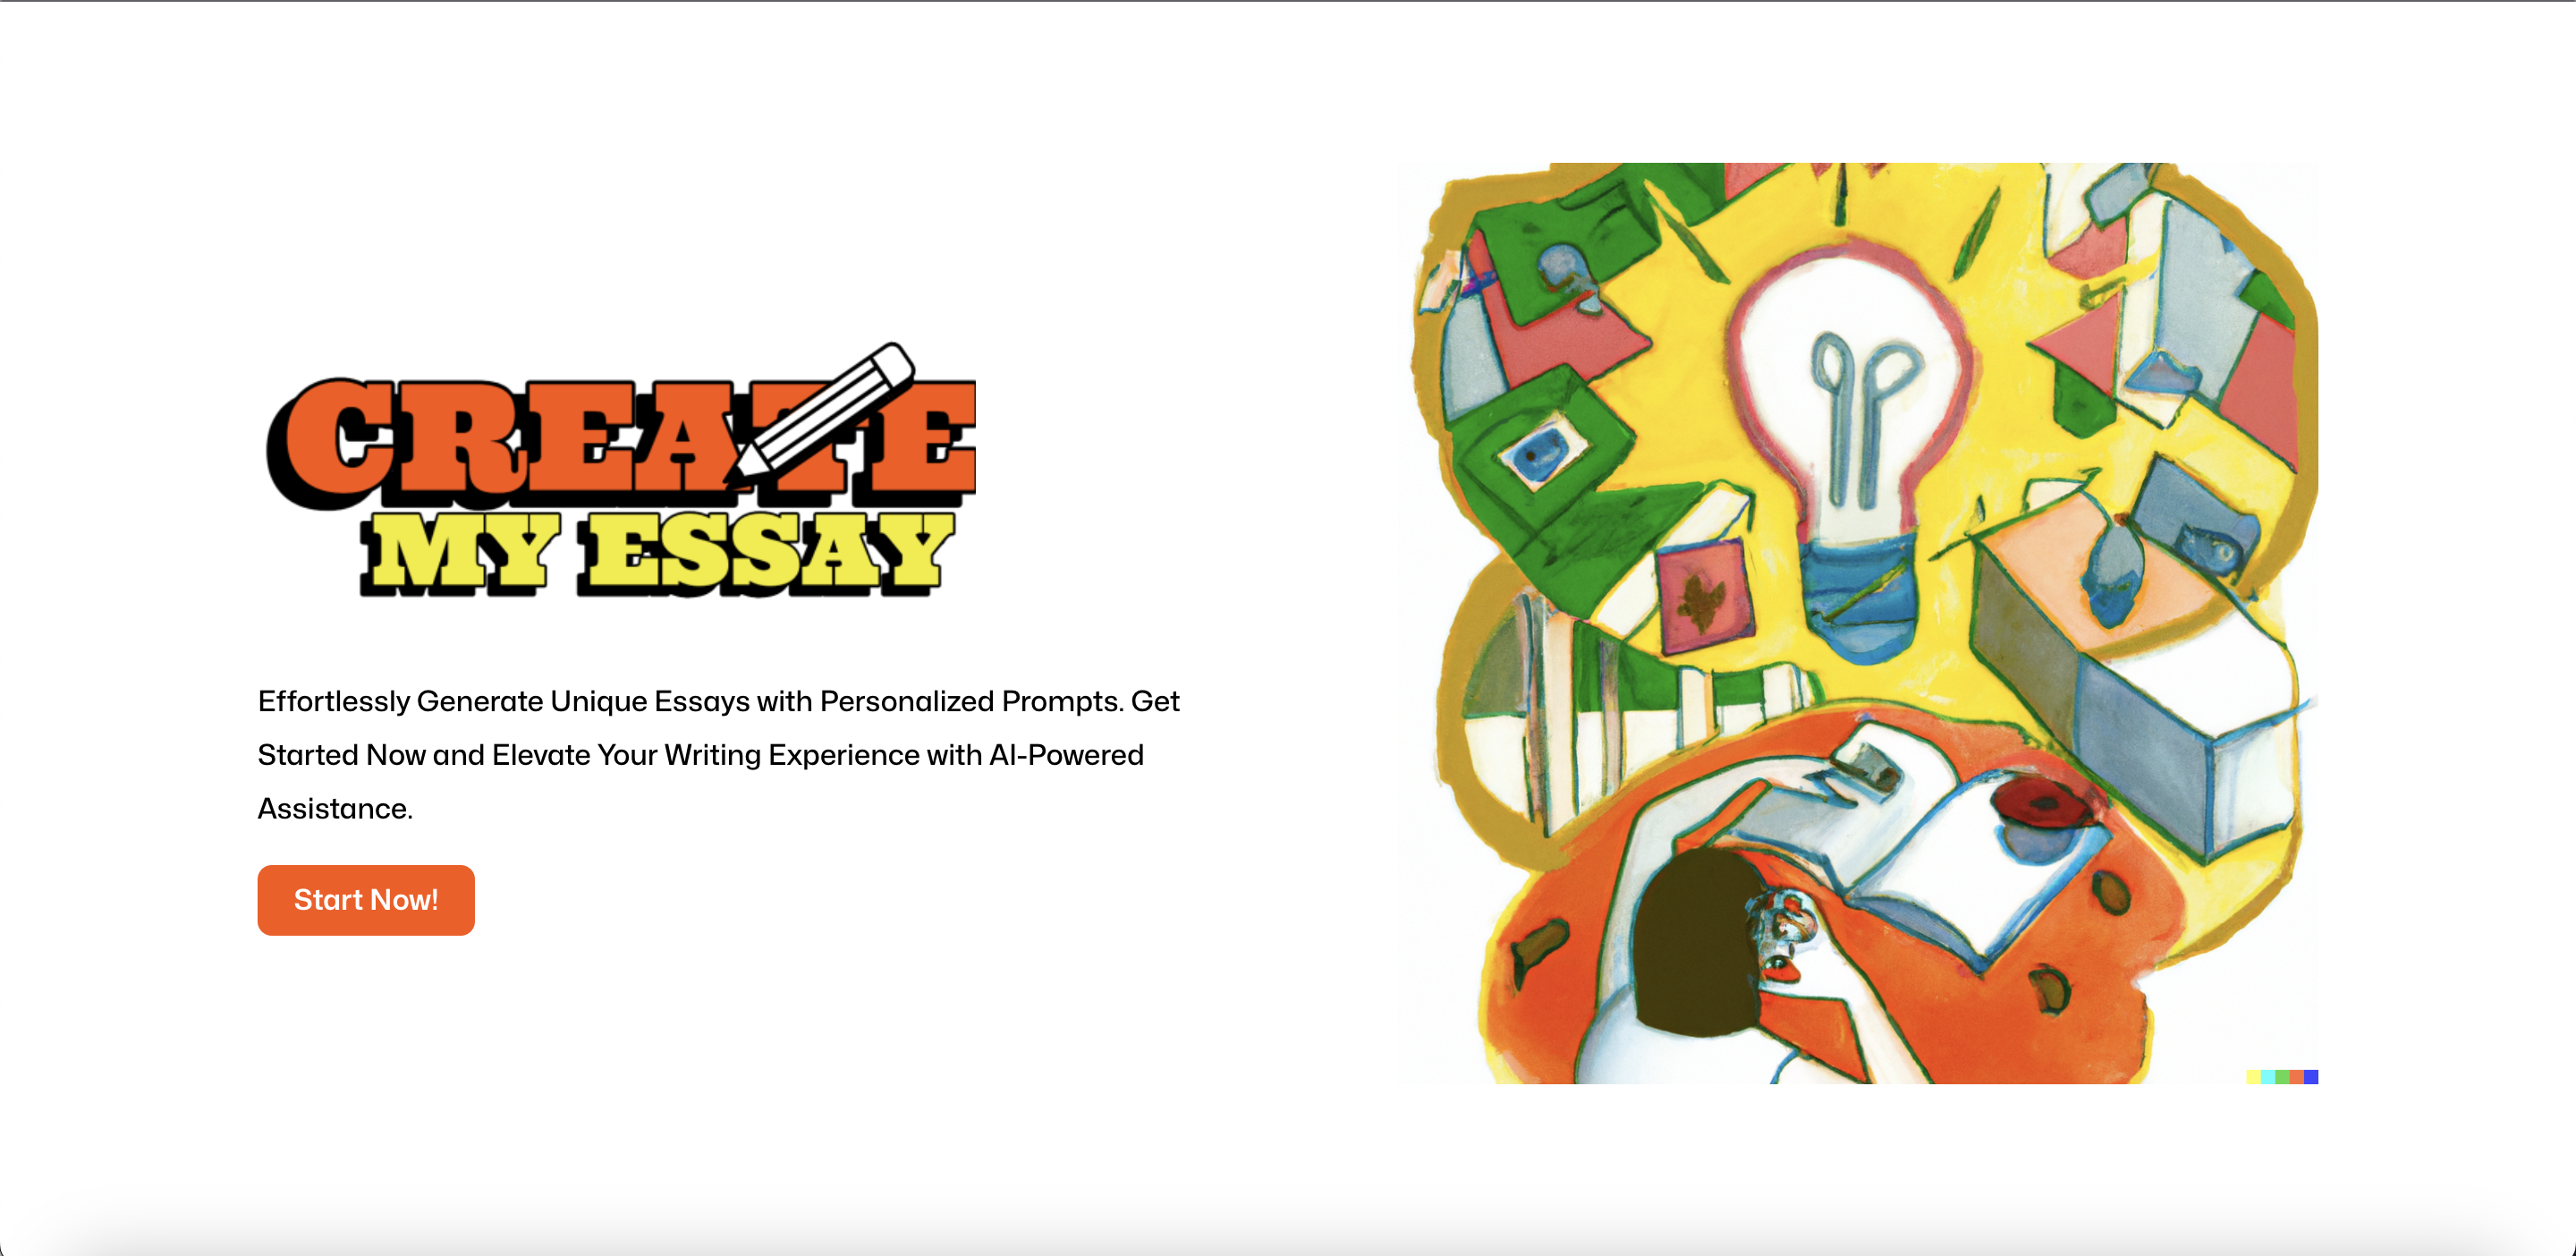 CREATE
MY ESSAY
Effortlessly Generate Unique Essays with Personalized Prompts. Get
Started Now and Elevate Your Writing Experience with AI-Powered
Assistance.
Start Now!